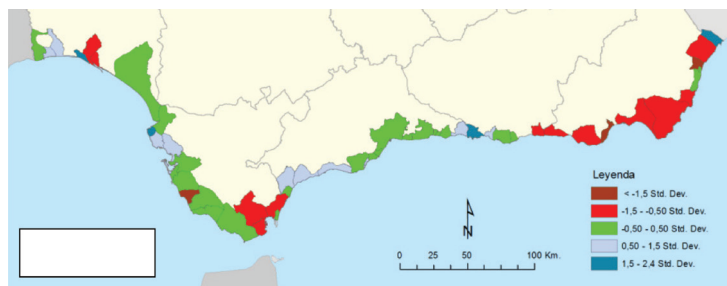 Leyenda
< -1,5 Std. Dev.
-1,5 - -0,50 Std. Dev.
-0,50 - 0,50 Std. Dev.
0,50 - 1,5 Std. Dev.
1,5 - 2,4 Std. Dev.
N
0 25 50 100 Km.